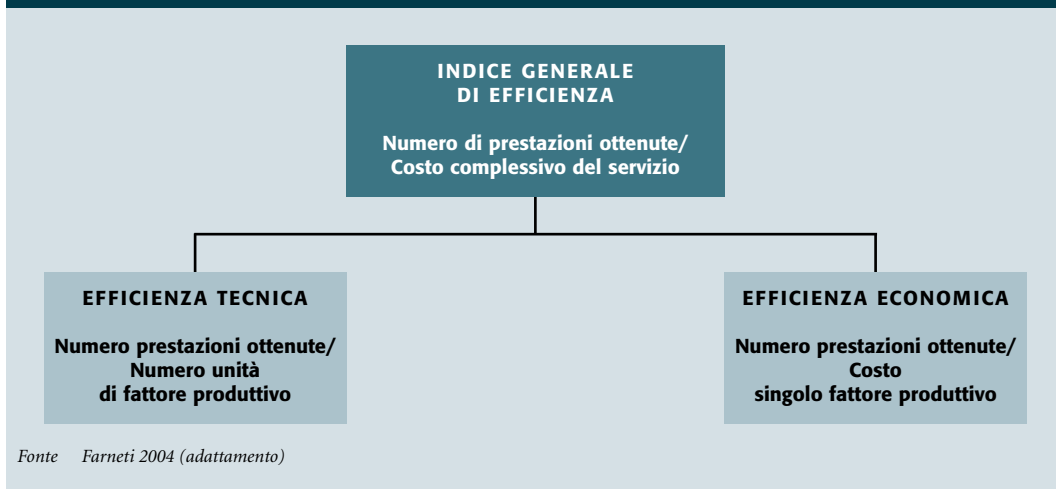 INDICE GENERALE
DI EFFICIENZA
Numero di prestazioni ottenute/
Costo complessivo del servizio
EFFICIENZA TECNICA
Numero prestazioni ottenute/
Numero unità
di fattore produttivo
EFFICIENZA ECONOMICA
Numero prestazioni ottenute/
Costo
singolo fattore produttivo
Fonte Farneti 2004 (adattamento)